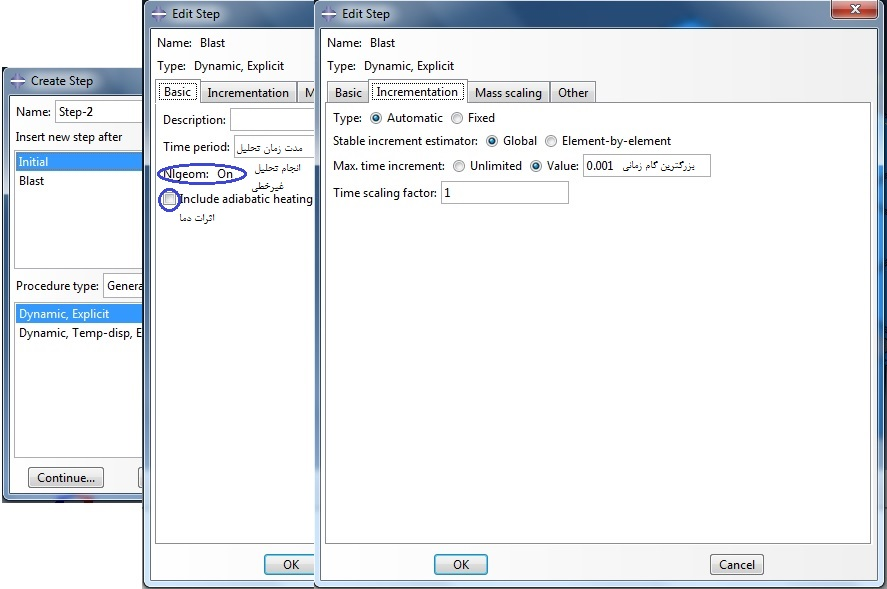 Create Step
Name: Step-2
Insert new step after
Initial
Blast
Procedure type: Genera
Dynamic, Explicit
Dynamic, Temp-disp, E
Continue...
Edit Step
Name: Blast
Type: Dynamic, Explicit
Basic Incrementation M
Description:
Time period: مدت زمان تحلیل
Nlgeom: On انجام تحلیل
غیرخطی
Include adiabatic heating
اثرات دما
OK
Edit Step
Name: Blast
Type: Dynamic, Explicit
Basic Incrementation Mass scaling Other
Type: Automatic Fixed
Stable increment estimator: Global Element-by-element
Max. time increment: Unlimited Value: 0.001 بزرگترین گام زمانی
Time scaling factor: 1
OK Cancel